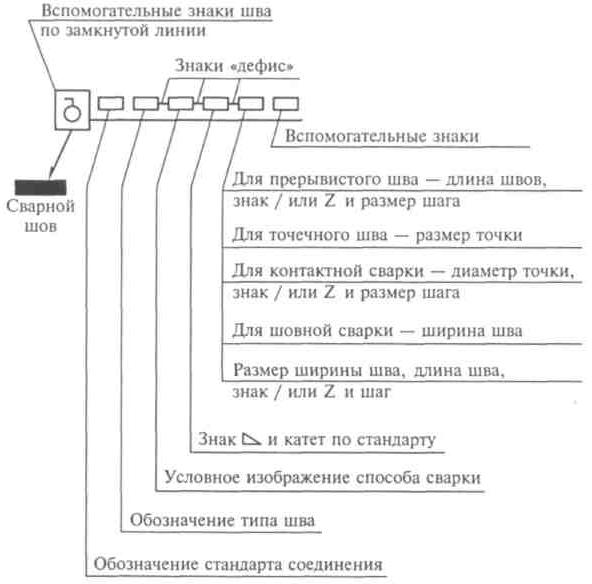 Вспомогательные знаки шва
по замкнутой линии
Знаки «дефис»
Вспомогательные знаки
Сварной
шов
Для прерывистого шва — длина швов,
знак / или Z и размер шага
Для точечного шва — размер точки
Для контактной сварки — диаметр точки,
знак / или Z и размер шага
Для шовной сварки — ширина шва
Размер ширины шва, длина шва,
знак / или Z и шаг
Знак ⊿ и катет по стандарту
Условное изображение способа сварки
Обозначение типа шва
Обозначение стандарта соединения